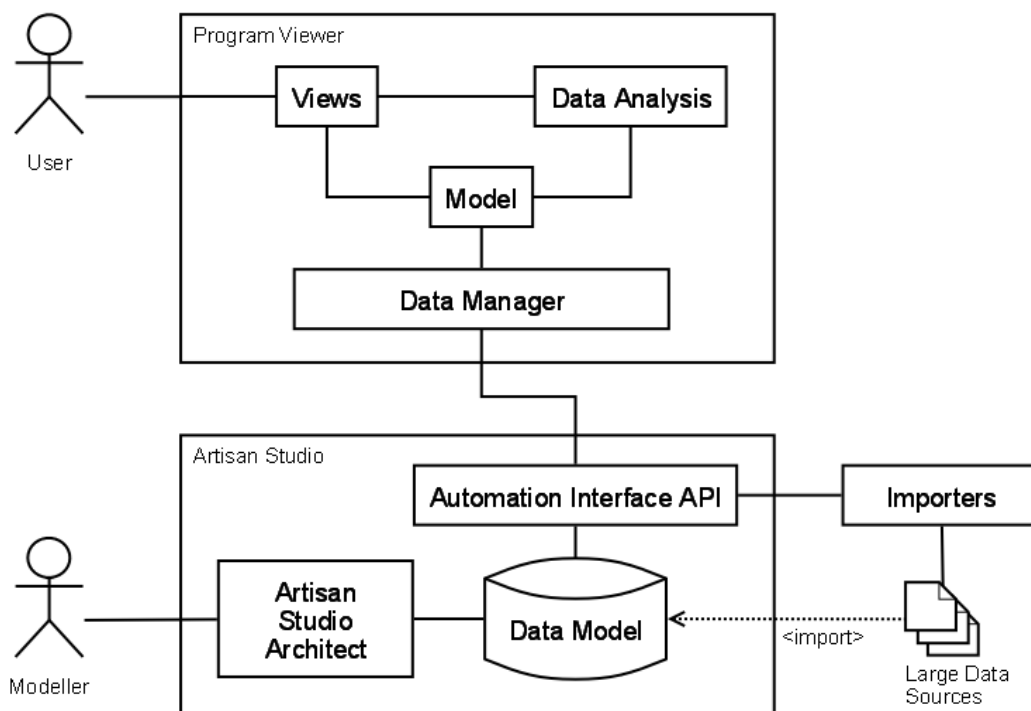 Program Viewer
Views
Data Analysis
User
Model
Data Manager
Artisan Studio
Automation Interface API
Importers
Artisan
Studio
Architect
Data Model
<import>
Modeller
Large Data
Sources